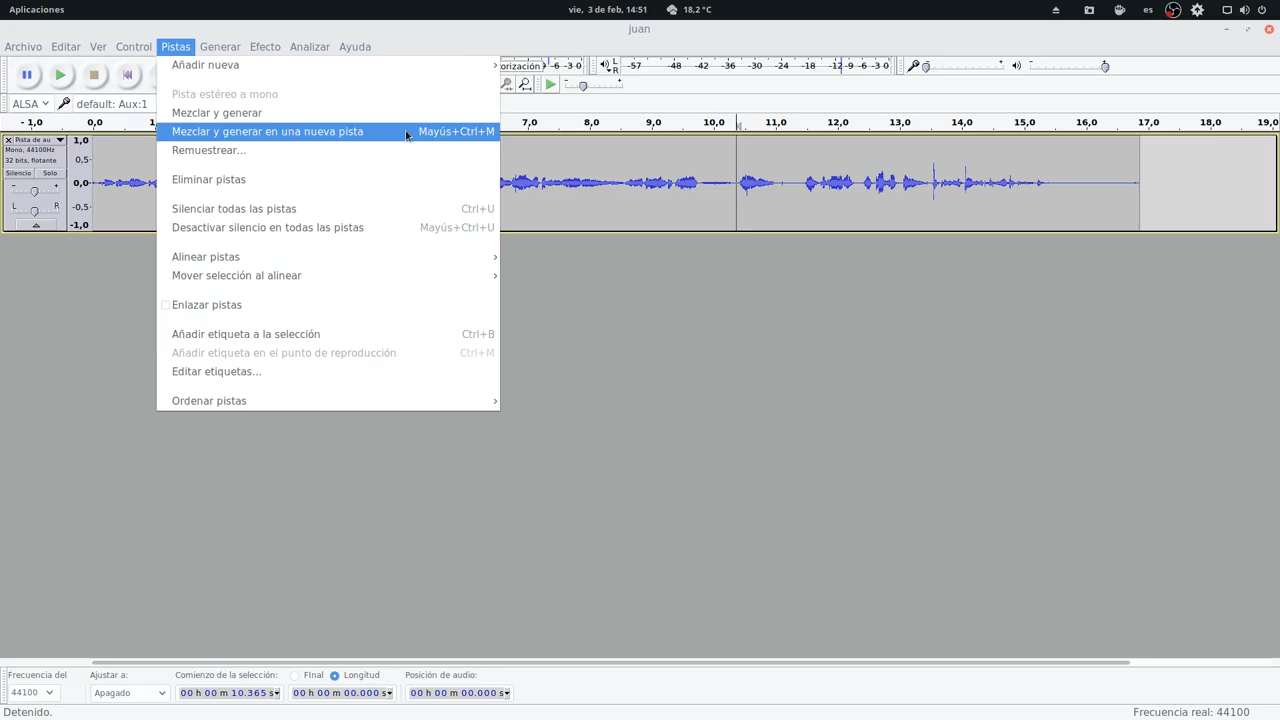 Aplicaciones
vie, 3 de feb, 14:51
18,2 °C
es
juan
Archivo Editar Ver Control Pistas Generar Efecto Analizar Ayuda
Añadir nueva
Pista estéreo a mono
Mezclar y generar
Mezclar y generar en una nueva pista Mayús+Ctrl+M
Remuestrear...
Eliminar pistas
Silenciar todas las pistas Ctrl+U
Desactivar silencio en todas las pistas Mayús+Ctrl+U
Alinear pistas
Mover selección al alinear
Enlazar pistas
Añadir etiqueta a la selección Ctrl+B
Añadir etiqueta en el punto de reproducción Ctrl+M
Editar etiquetas...
Ordenar pistas
orización -6 -3 0
L
R
-57 -48 -42 -36 -30 -24 -18 -12 -9 -6 -3 0
ALSA default: Aux:1
- 1,0 0,0 1 7,0 8,0 9,0 10,0 11,0 12,0 13,0 14,0 15,0 16,0 17,0 18,0 19,0
Pista de au
Mono, 44100Hz
32 bits, flotante
Silencio Solo
- +
L R
1,0
0,5-
0,0-
-0,5-
-1,0
Frecuencia del Ajustar a: Comienzo de la selección: FInal Longitud Posición de audio:
44100 Apagado 00 h 00 m 10.365 s 00 h 00 m 00.000 s 00 h 00 m 00.000 s
Detenido. Frecuencia real: 44100